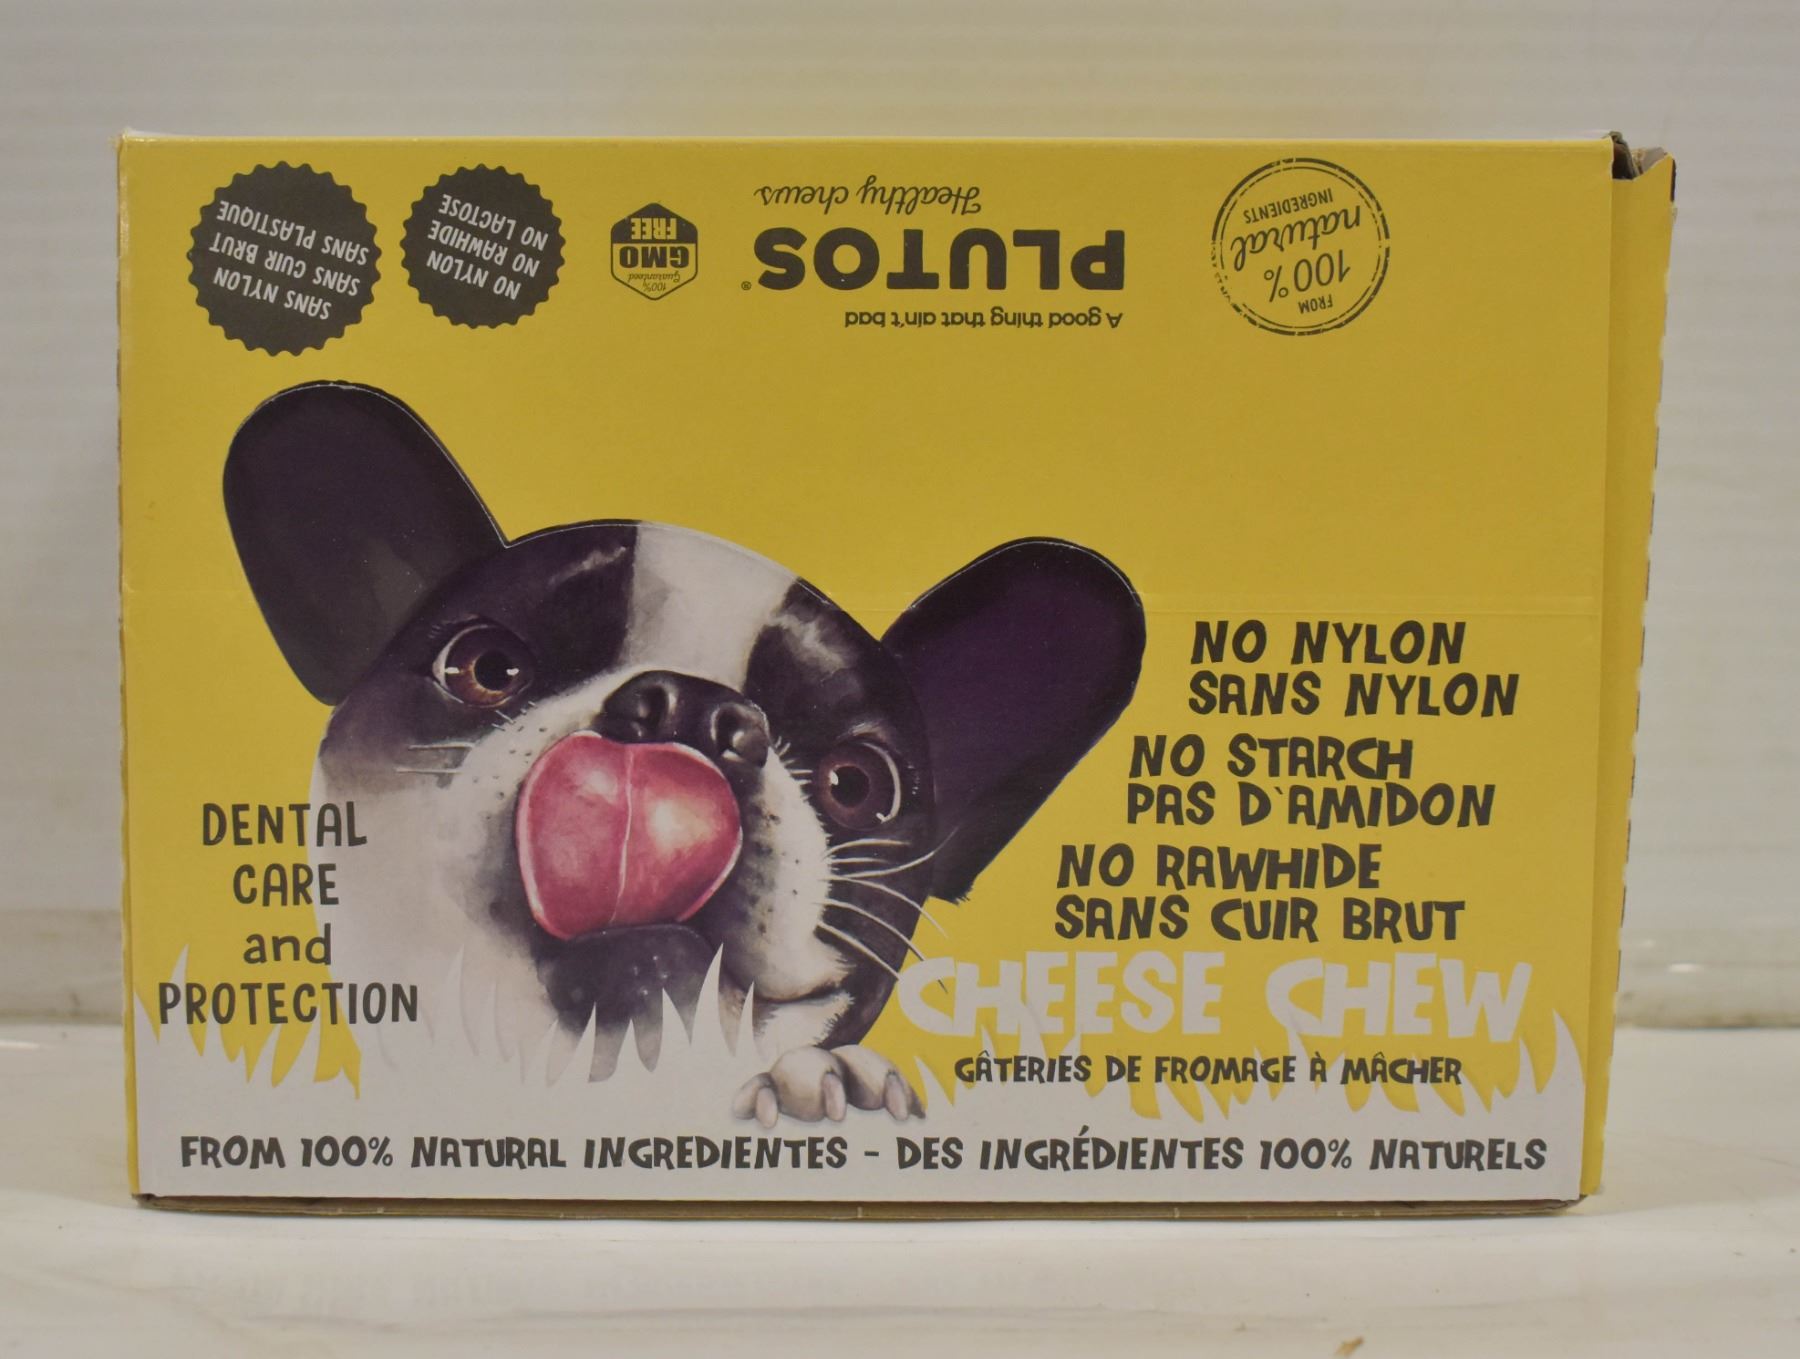 SANS NYLON
SANS CUIR BRUT
SANS PLASTIQUE
NO NYLON
NO RAWHIDE
NO LACTOSE
100%
Guaranteed
GMO
FREE
A good thing that ain't bad
PLUTOS®
Healthy chews
FROM
100%
natural
INGREDIENTS
NO NYLON
SANS NYLON
NO STARCH
PAS D'AMIDON
NO RAWHIDE
SANS CUIR BRUT
DENTAL
CARE
and
PROTECTION
CHEESE CHEW
GÂTERIES DE FROMAGE À MÂCHER
FROM 100% NATURAL INGREDIENTES - DES INGRÉDIENTES 100% NATURELS